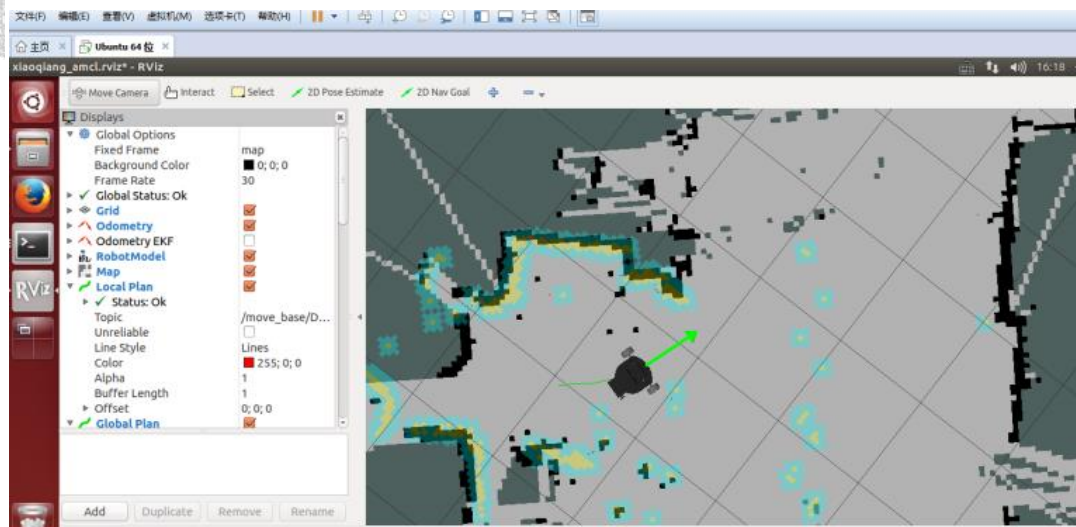 文件(F) 编辑(E) 查看(V) 虚拟机(M) 选项卡(T) 帮助(H)
主页 × Ubuntu 64 位 ×
xiaoqiang_amcl.rviz* - RViz 16:18
Move Camera Interact Select 2D Pose Estimate 2D Nav Goal
Displays
Global Options
Fixed Frame map
Background Color 0; 0; 0
Frame Rate 30
Global Status: Ok
Grid
Odometry
Odometry EKF
RobotModel
Map
Local Plan
Status: Ok
Topic /move_base/D...
Unreliable
Line Style Lines
Color 255; 0; 0
Alpha 1
Buffer Length 1
Offset 0; 0; 0
Global Plan
RViz
Add Duplicate Remove Rename